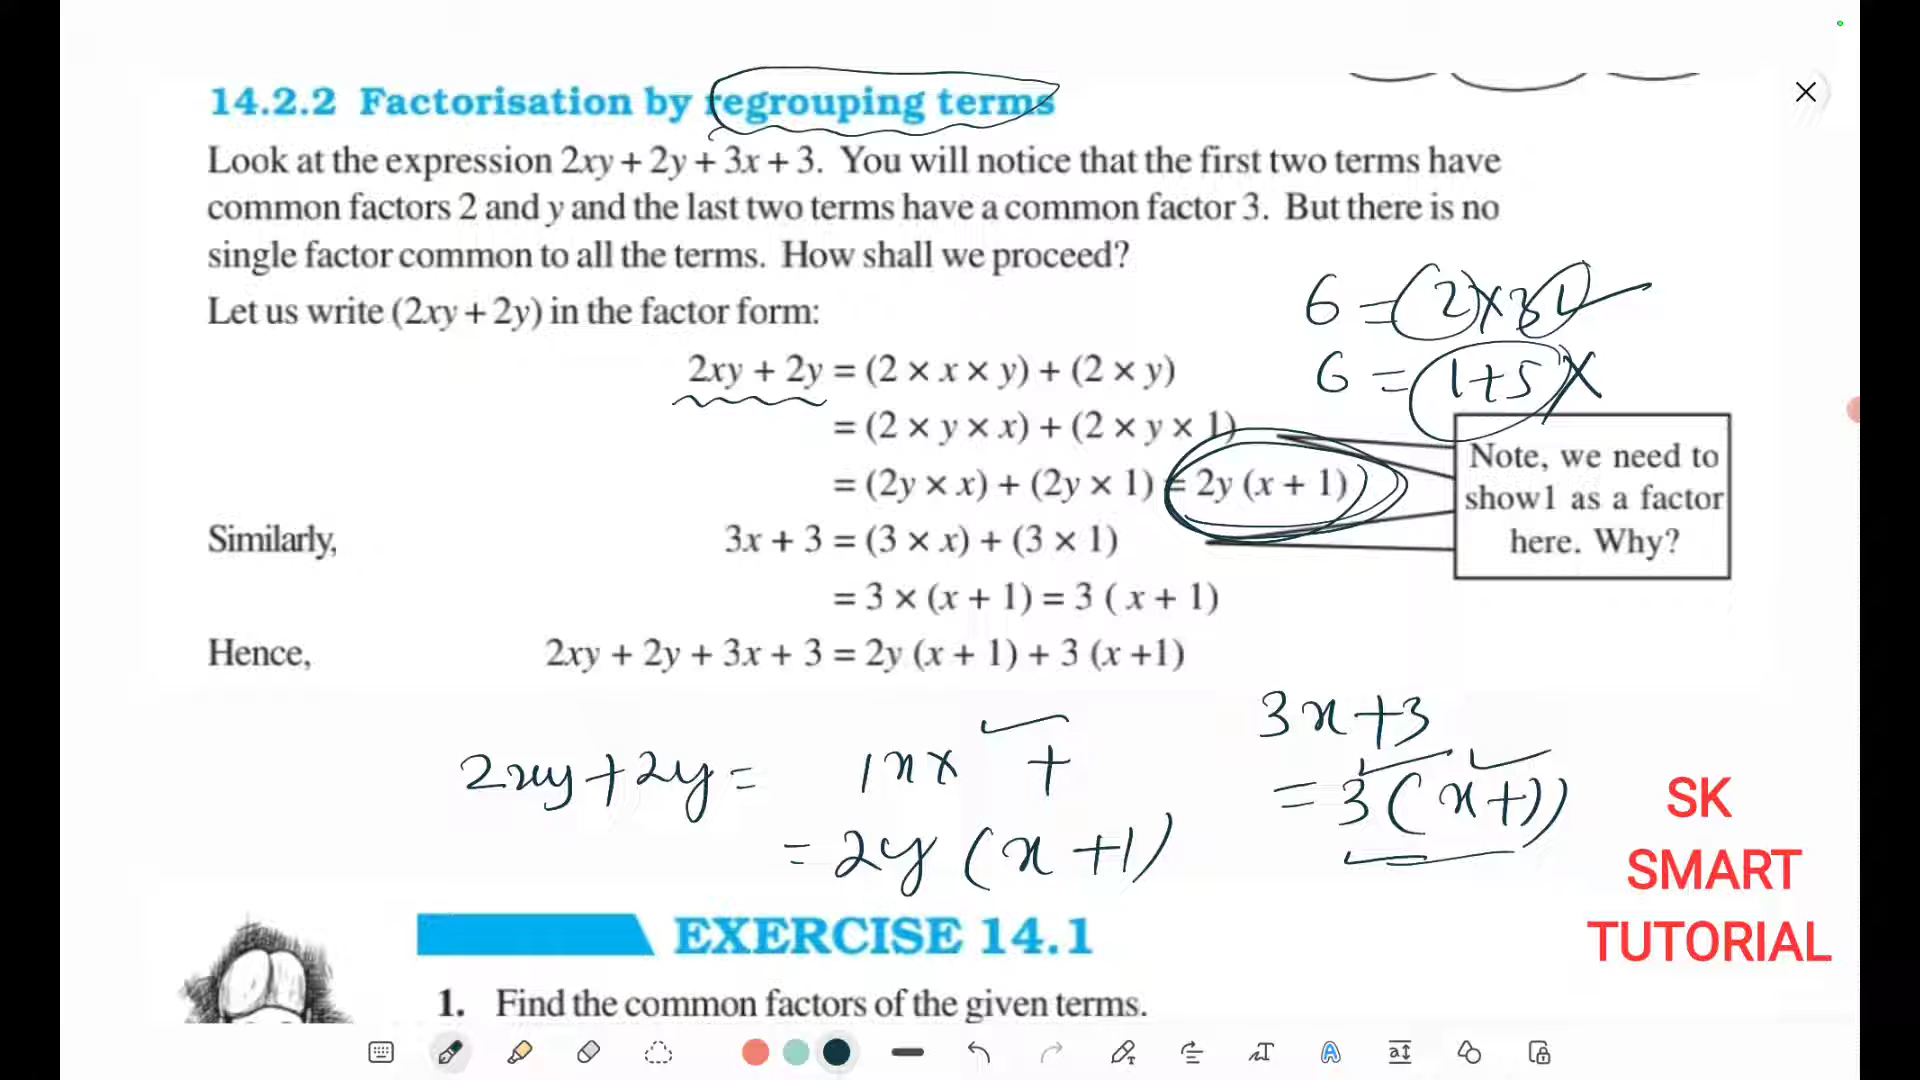 14.2.2 Factorisation by regrouping terms
Look at the expression 2xy + 2y + 3x + 3. You will notice that the first two terms have
common factors 2 and y and the last two terms have a common factor 3. But there is no
single factor common to all the terms. How shall we proceed?
Let us write (2xy + 2y) in the factor form:
2xy + 2y = (2 × x × y) + (2 × y)
= (2 × y × x) + (2 × y × 1)
= (2y × x) + (2y × 1) = 2y (x + 1)
Similarly, 3x + 3 = (3 × x) + (3 × 1)
= 3 × (x + 1) = 3 ( x + 1)
Hence, 2xy + 2y + 3x + 3 = 2y (x + 1) + 3 (x +1)
6 = 2×3
6 = 1+5 ×
Note, we need to
show1 as a factor
here. Why?
2xy+2y =
= 2y (x +1)
3x+3
= 3(x+1)
SK
SMART
TUTORIAL
EXERCISE 14.1
1. Find the common factors of the given terms.